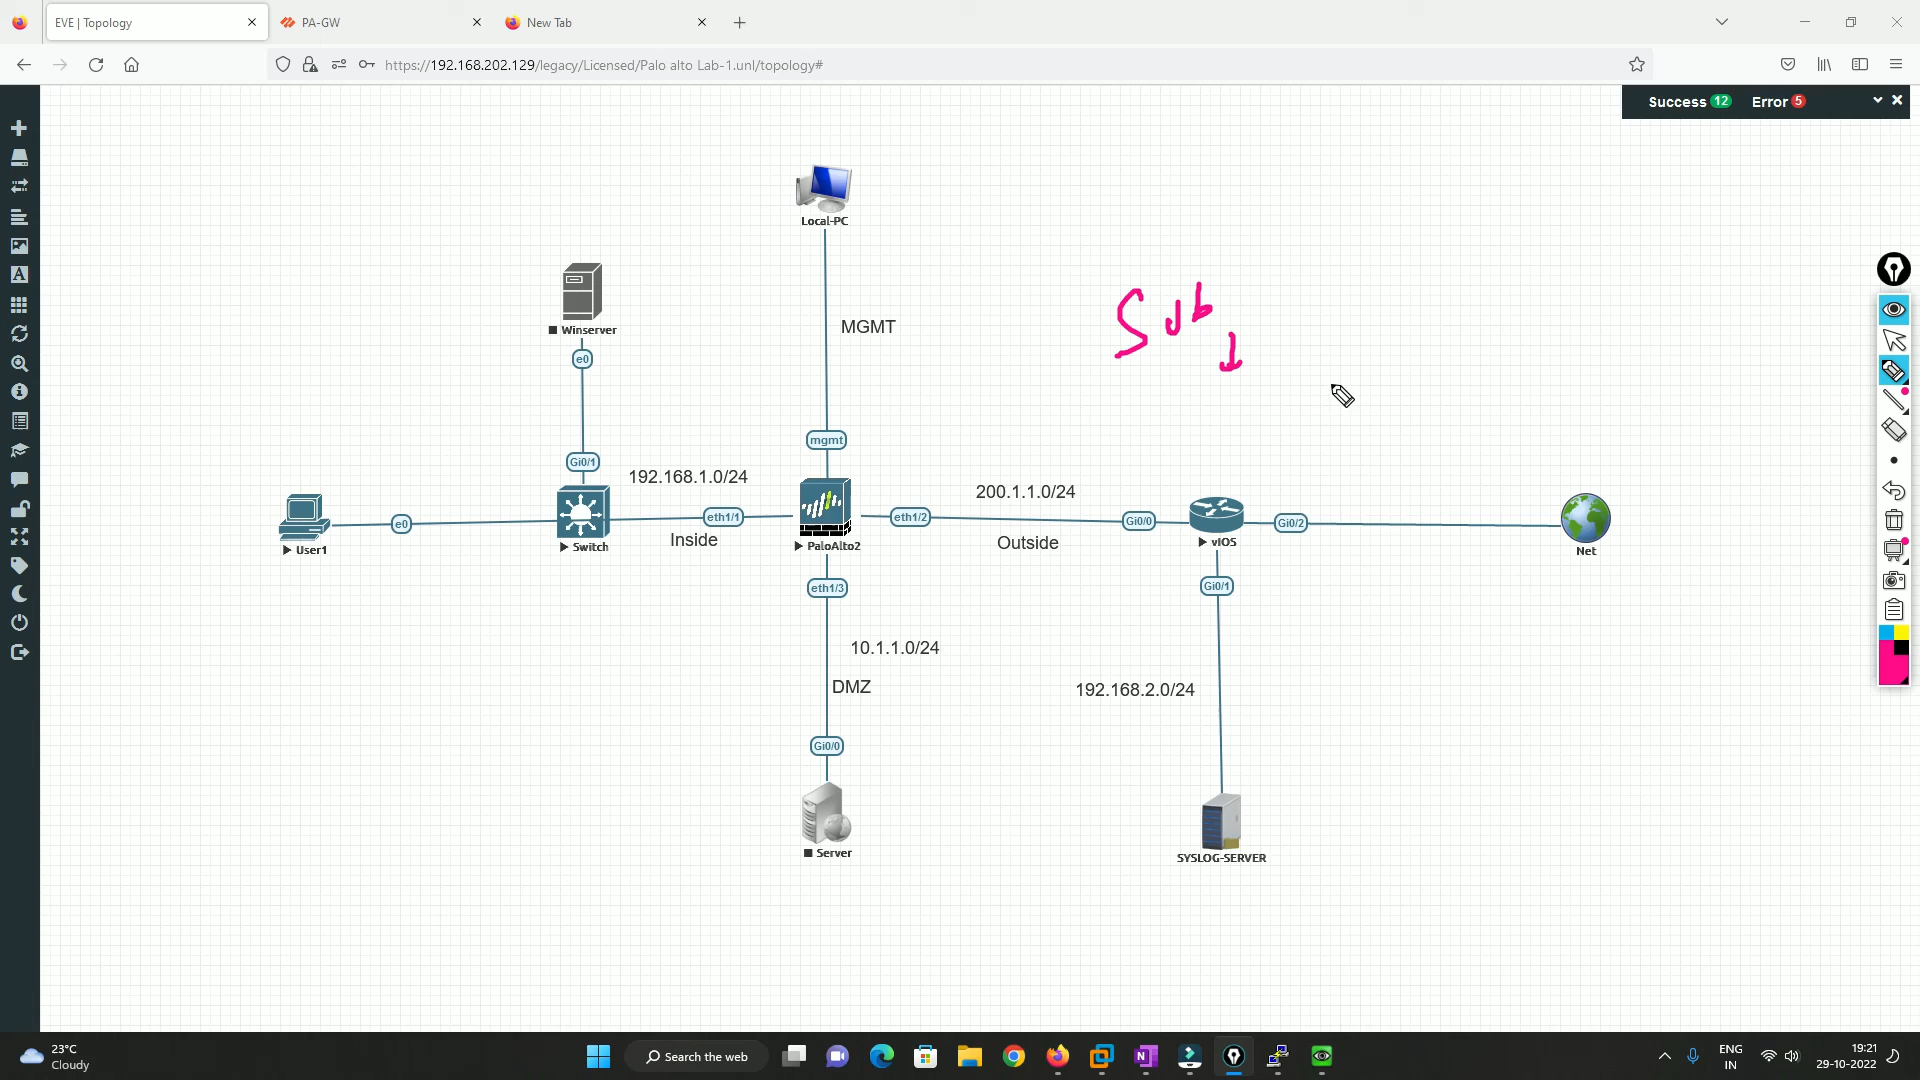 EVE | Topology
PA-GW
New Tab
https://192.168.202.129/legacy/Licensed/Palo alto Lab-1.unl/topology#
Success 12 Error 5
Local-PC
MGMT
Sub
Winserver
e0
mgmt
Gi0/1
192.168.1.0/24
200.1.1.0/24
e0
eth1/1
eth1/2
Gi0/0
Gi0/2
Inside
Outside
User1
Switch
PaloAlto2
vIOS
Net
eth1/3
Gi0/1
10.1.1.0/24
DMZ
192.168.2.0/24
Gi0/0
Server
SYSLOG-SERVER
23°C
Cloudy
Search the web
ENG
IN
19:21
29-10-2022